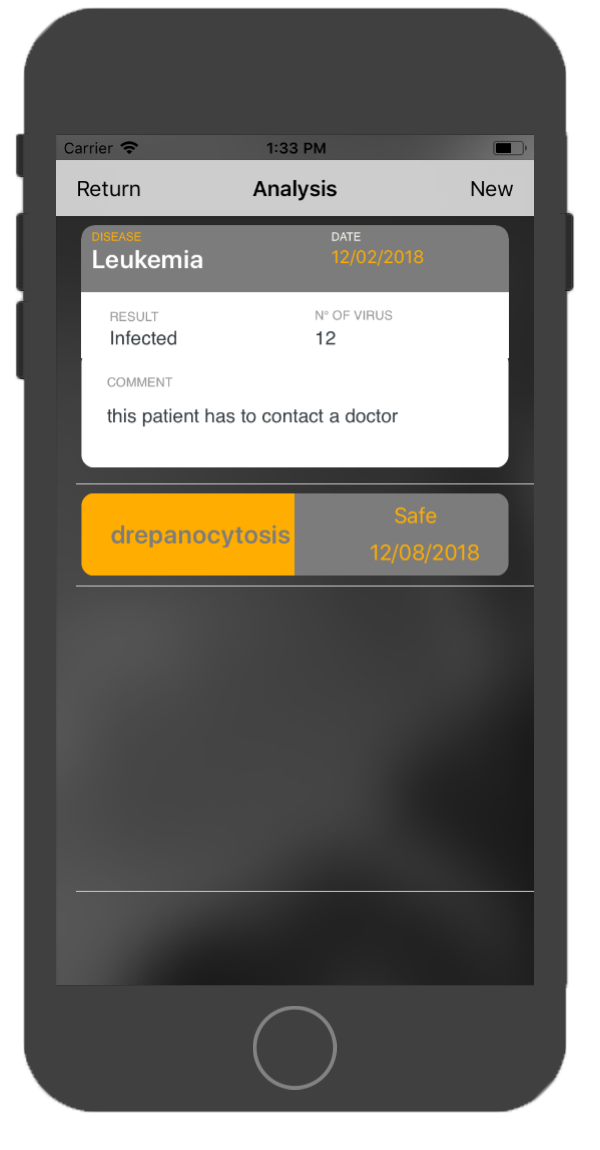 Carrier 1:33 PM
Return Analysis New
DISEASE DATE
Leukemia 12/02/2018
RESULT N° OF VIRUS
Infected 12
COMMENT
this patient has to contact a doctor
drepanocytosis
Safe
12/08/2018